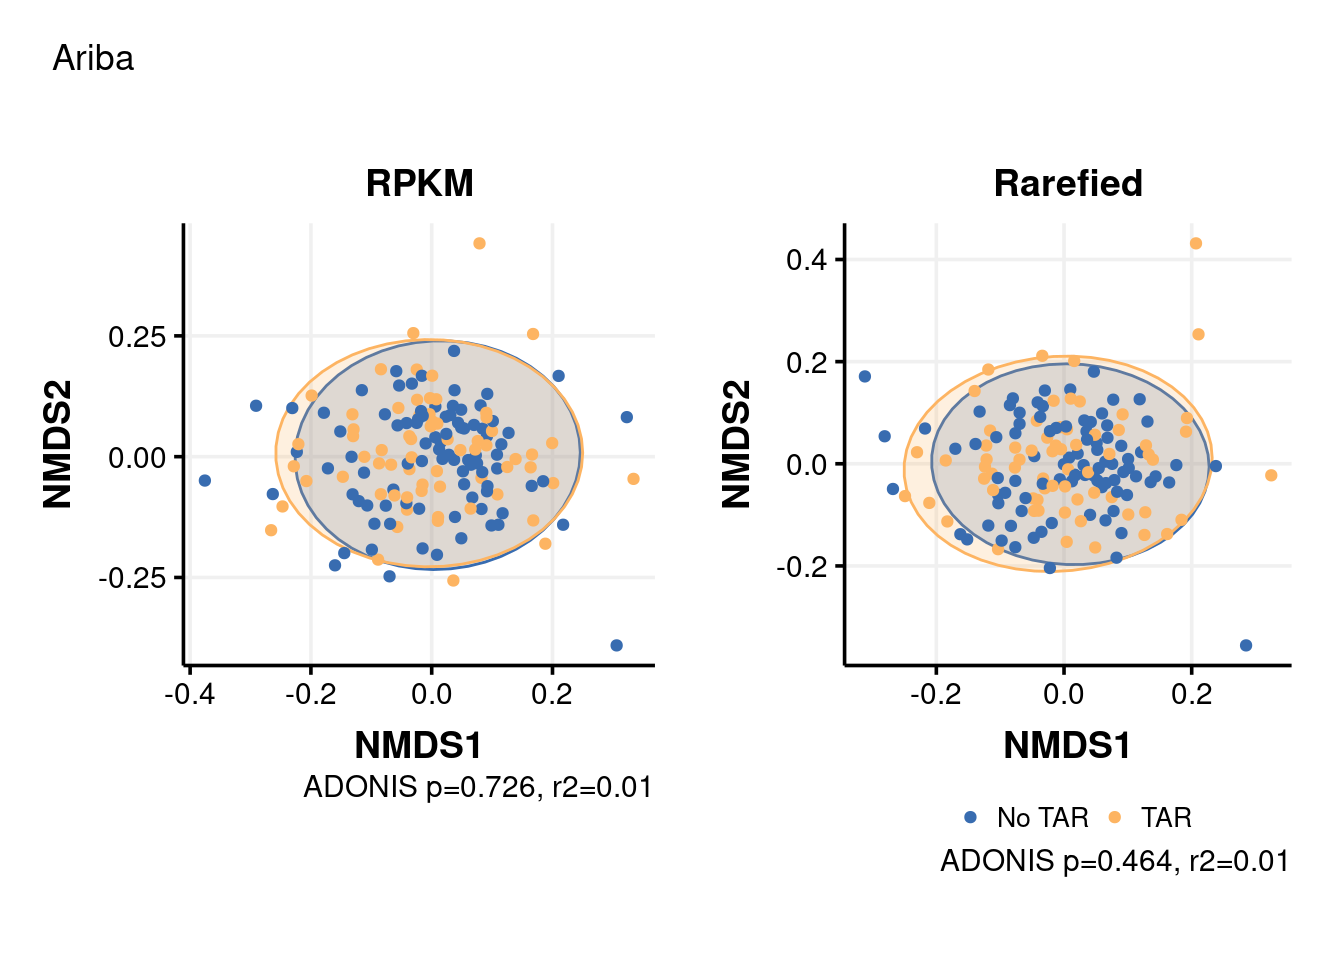 Ariba
RPKM
NMDS2
0.25
0.00
-0.25
-0.4 -0.2 0.0 0.2
NMDS1
ADONIS p=0.726, r2=0.01
Rarefied
NMDS2
0.4
0.2
0.0
-0.2
-0.2 0.0 0.2
NMDS1
No TAR TAR
ADONIS p=0.464, r2=0.01